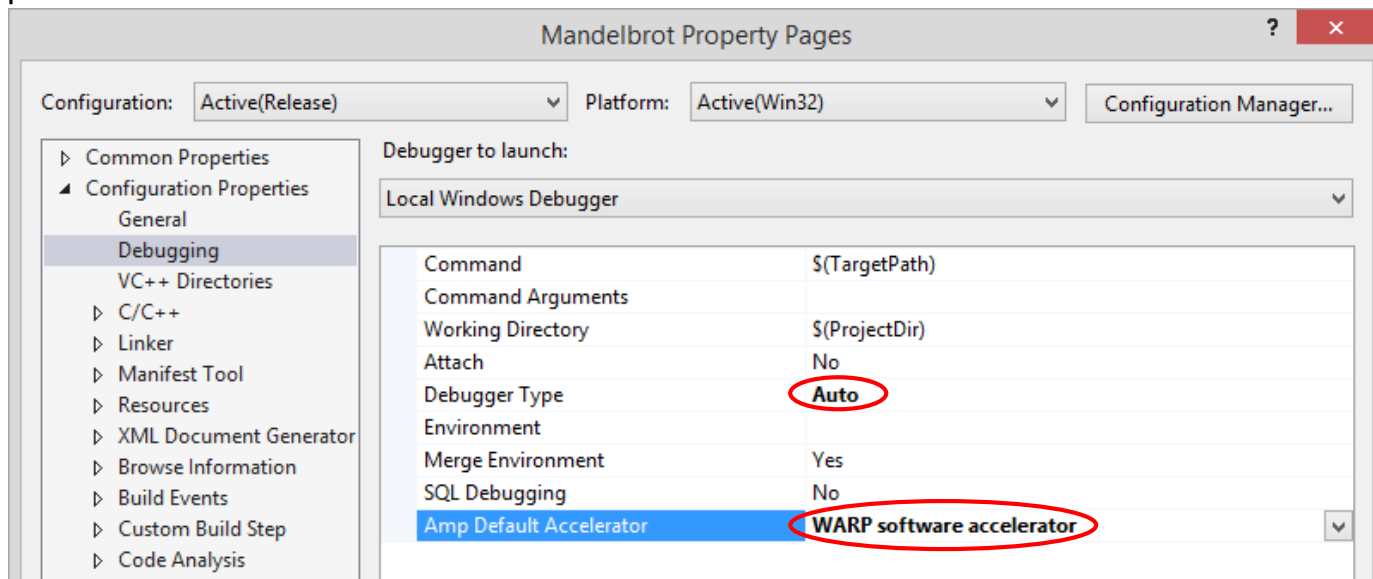 Mandelbrot Property Pages ? ×
Configuration: Active(Release) Platform: Active(Win32) Configuration Manager...
Common Properties
Configuration Properties
General
Debugging
VC++ Directories
C/C++
Linker
Manifest Tool
Resources
XML Document Generator
Browse Information
Build Events
Custom Build Step
Code Analysis
Debugger to launch:
Local Windows Debugger
Command $(TargetPath)
Command Arguments
Working Directory $(ProjectDir)
Attach No
Debugger Type Auto
Environment
Merge Environment Yes
SQL Debugging No
Amp Default Accelerator WARP software accelerator